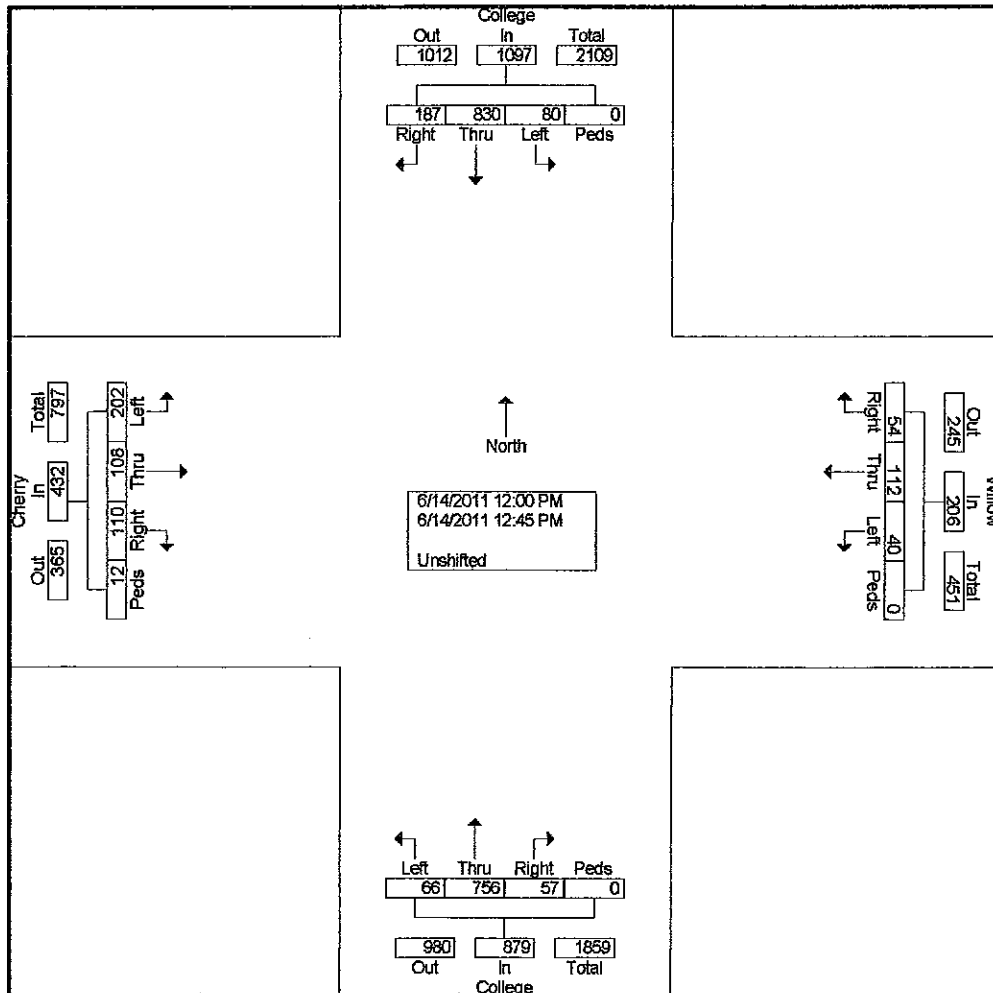 College
Out In Total
1012 1097 2109
187 830 80 0
Right Thru Left Peds
Cherry
Total In Out
797 432 365
202 108 110 12
Left Thru Right Peds
North
6/14/2011 12:00 PM
6/14/2011 12:45 PM
Unshifted
Right Thru Left Peds
54 112 40 0
Out In Total
245 206 451
Left Thru Right Peds
66 756 57 0
980 879 1859
Out In Total
College